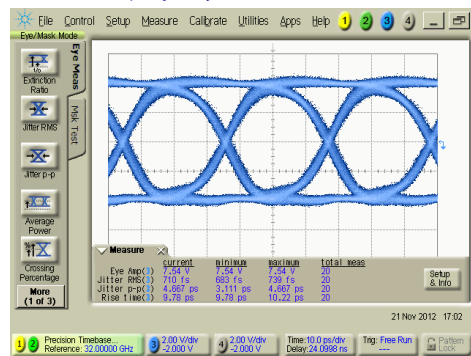 File Control Setup Measure Calibrate Utilities Apps Help 1 2 3 4
Eye/Mask Mode
Eye Meas
Msk Test
Extinction
Ratio
Jitter RMS
Jitter p-p
Average
Power
Crossing
Percentage
More
(1 of 3)
Measure
current minimum maximum total meas
Eye Amp(3) 7.54 V 7.54 V 7.54 V 20
Jitter RMS(3) 710 fs 683 fs 739 fs 20
Jitter p-p(3) 4.667 ps 3.111 ps 4.667 ps 20
Rise time(3) 9.78 ps 9.78 ps 10.22 ps 20
Setup
& Info
21 Nov 2012 17:02
1 2 Precision Timebase...
Reference: 32.00000 GHz
3 2.00 V/div
-2.000 V
4 2.00 V/div
-2.000 V
Time:10.0 ps/div
Delay:24.0998 ns
Trig: Free Run
---
Pattern
Lock